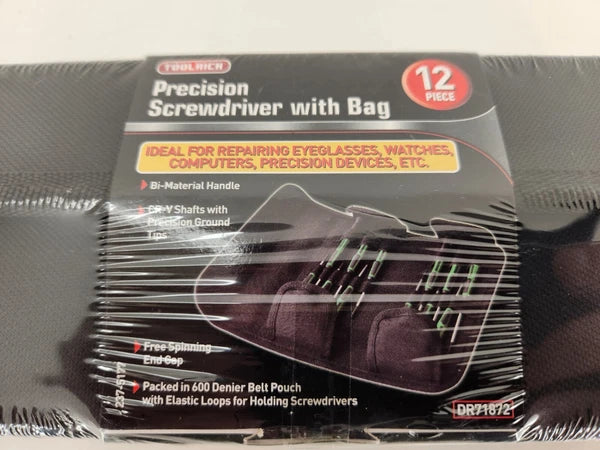 TOOLRICH
Precision
Screwdriver with Bag
12
PIECE
IDEAL FOR REPAIRING EYEGLASSES, WATCHES,
COMPUTERS, PRECISION DEVICES, ETC.
Bi-Material Handle
CR-V Shafts with
Precision Ground
Tips
Free Spinning
End Cap
Packed in 600 Denier Belt Pouch
with Elastic Loops for Holding Screwdrivers
DR71872